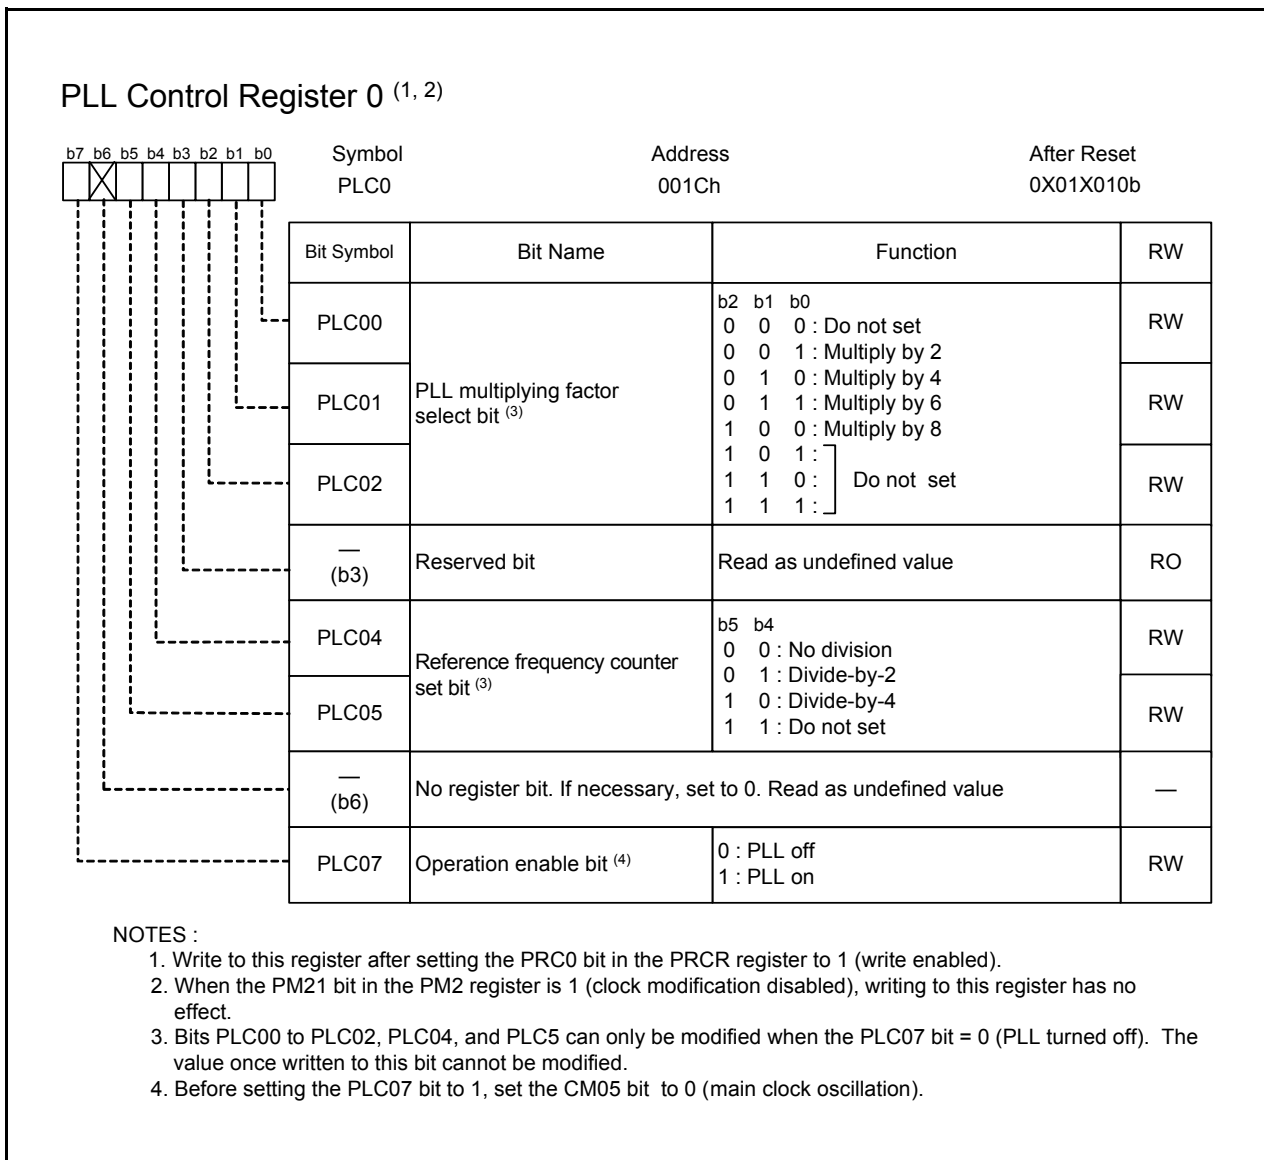 PLL Control Register 0 (1, 2)
b7 b6 b5 b4 b3 b2 b1 b0
Symbol Address After Reset
PLC0 001Ch 0X01X010b
Bit Symbol Bit Name Function RW
PLC00 RW
PLC01 PLL multiplying factor RW
select bit (3)
PLC02 RW
b2 b1 b0
0 0 0 : Do not set
0 0 1 : Multiply by 2
0 1 0 : Multiply by 4
0 1 1 : Multiply by 6
1 0 0 : Multiply by 8
1 0 1 :
1 1 0 : Do not set
1 1 1 :
—
(b3) Reserved bit Read as undefined value RO
PLC04 RW
Reference frequency counter
set bit (3)
PLC05 RW
b5 b4
0 0 : No division
0 1 : Divide-by-2
1 0 : Divide-by-4
1 1 : Do not set
—
(b6) No register bit. If necessary, set to 0. Read as undefined value —
PLC07 Operation enable bit (4) 0 : PLL off RW
1 : PLL on
NOTES :
1. Write to this register after setting the PRC0 bit in the PRCR register to 1 (write enabled).
2. When the PM21 bit in the PM2 register is 1 (clock modification disabled), writing to this register has no
effect.
3. Bits PLC00 to PLC02, PLC04, and PLC5 can only be modified when the PLC07 bit = 0 (PLL turned off). The
value once written to this bit cannot be modified.
4. Before setting the PLC07 bit to 1, set the CM05 bit to 0 (main clock oscillation).